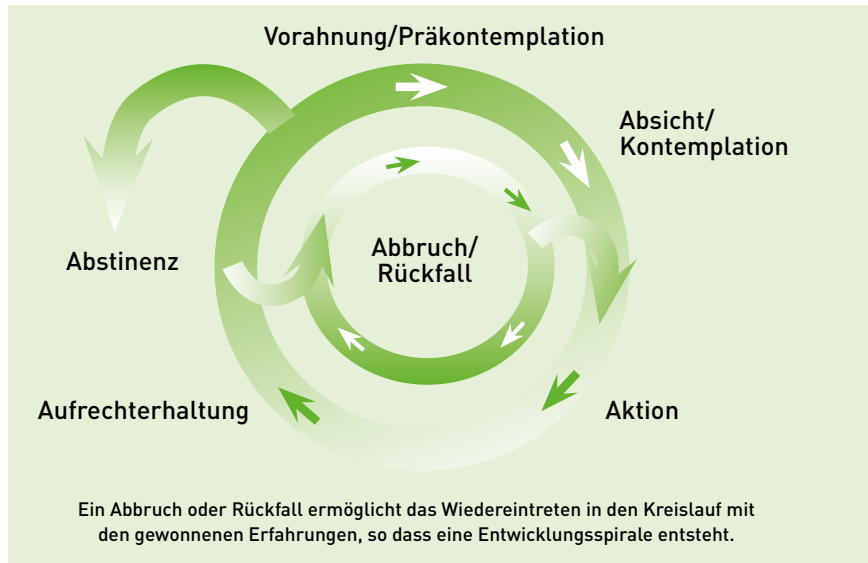 Vorahnung/Präkontemplation
Absicht/
Kontemplation
Abbruch/
Rückfall
Abstinenz
Aufrechterhaltung
Aktion
Ein Abbruch oder Rückfall ermöglicht das Wiedereintreten in den Kreislauf mit
den gewonnenen Erfahrungen, so dass eine Entwicklungsspirale entsteht.